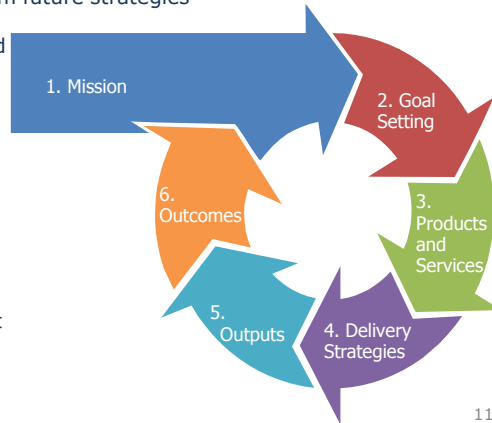 future strategies
1. Mission
2. Goal
Setting
3.
Products
and
Services
4. Delivery
Strategies
5.
Outputs
6.
Outcomes
11